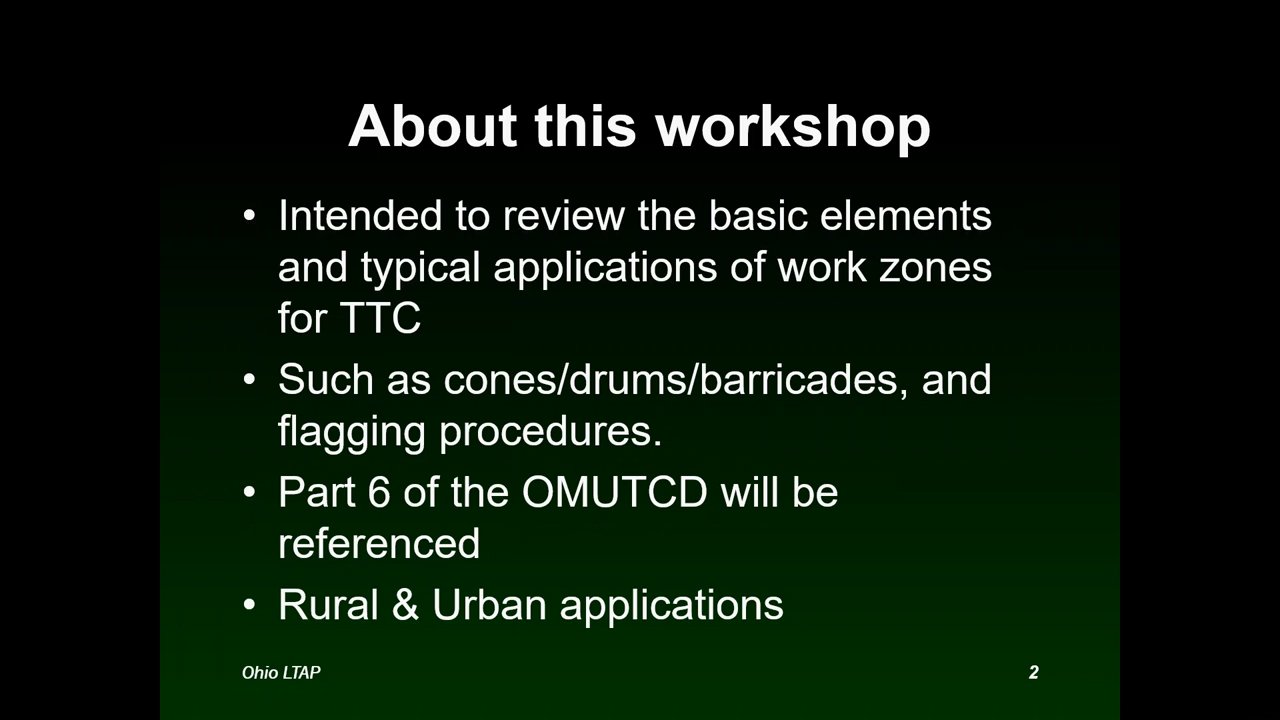 About this workshop
• Intended to review the basic elements
and typical applications of work zones
for TTC
• Such as cones/drums/barricades, and
flagging procedures.
• Part 6 of the OMUTCD will be
referenced
• Rural & Urban applications
Ohio LTAP
2